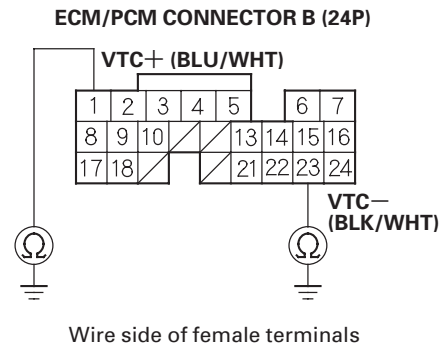 ECM/PCM CONNECTOR B (24P)
VTC+ (BLU/WHT)
1 2 3 4 5 6 7
8 9 10 13 14 15 16
17 18 21 22 23 24
VTC−
(BLK/WHT)
Ω Ω
Wire side of female terminals